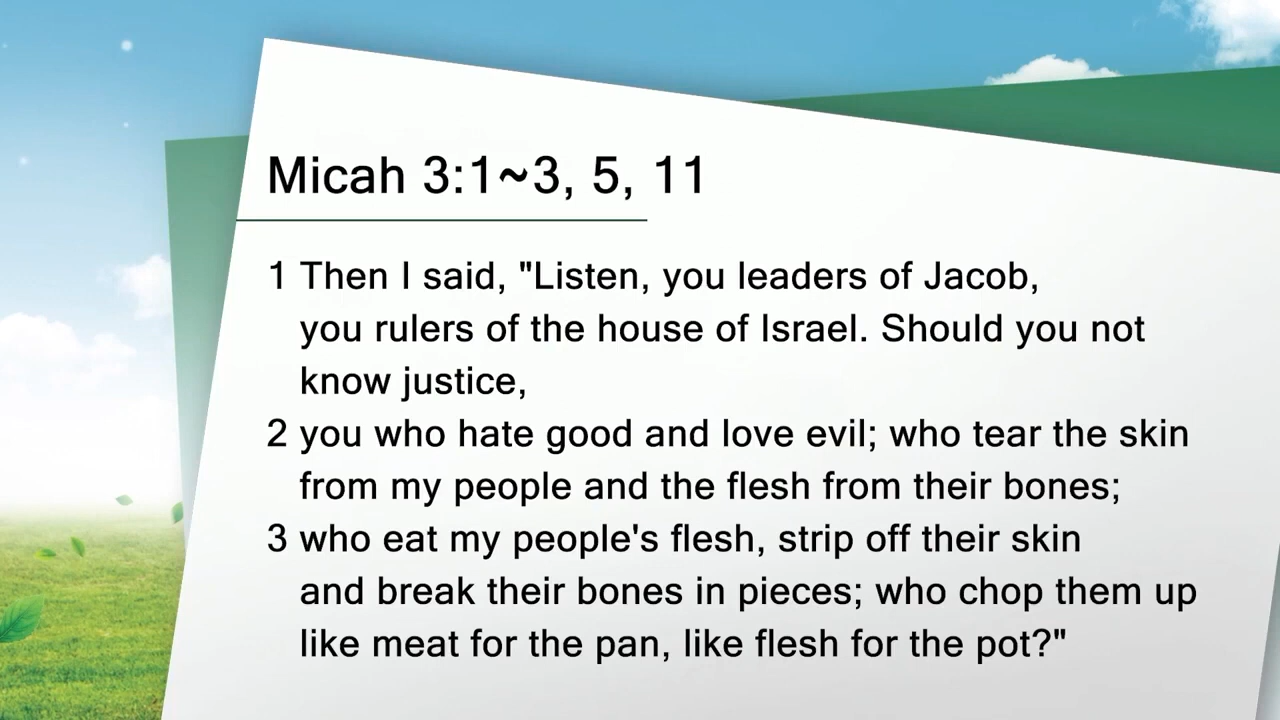 Micah 3:1~3, 5, 11
1 Then I said, "Listen, you leaders of Jacob,
you rulers of the house of Israel. Should you not
know justice,
2 you who hate good and love evil; who tear the skin
from my people and the flesh from their bones;
3 who eat my people's flesh, strip off their skin
and break their bones in pieces; who chop them up
like meat for the pan, like flesh for the pot?"